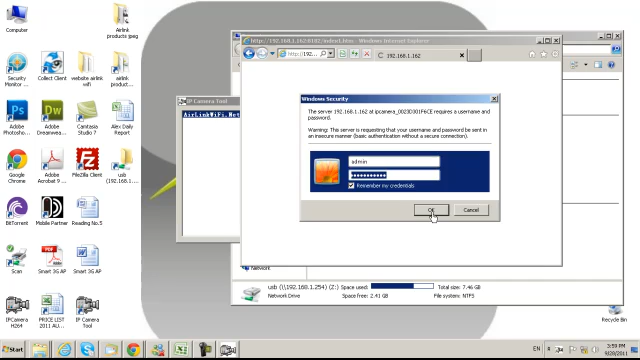 Computer
Airlink
products jpeg
Security
Monitor ...
Collect Client
website airlink
wifi
airlink
product
Adobe
Photosho...
Adobe
Dreamwea...
Camtasia
Studio 7
Alex Daily
Report
Google
Chrome
Adobe
Acrobat 9 ...
FileZilla Client
usb
(192.168.1....
BitTorrent
Mobile Partner
Reading No.5
Scan
Smart 3G AP
Smart 3G AP
IPCamera
H264
PRICE LIST
2011 AU...
IP Camera
Tool
IP Camera Tool
AirLinkWiFi.Net
http://192.168.1.162:8182/index1.htm - Windows Internet Explorer
http://192...
192.168.1.162
Windows Security
The server 192.168.1.162 at ipcamera_0023D301F6CE requires a username and
password.
Warning: This server is requesting that your username and password be sent in
an insecure manner (basic authentication without a secure connection).
admin
Remember my credentials
OK
Cancel
Network
usb (\\192.168.1.254) (Z:) Space used:
Total size: 7.46 GB
Network Drive
Space free: 2.41 GB
File system: NTFS
Recycle Bin
Start
EN
3:59 PM
9/20/2011